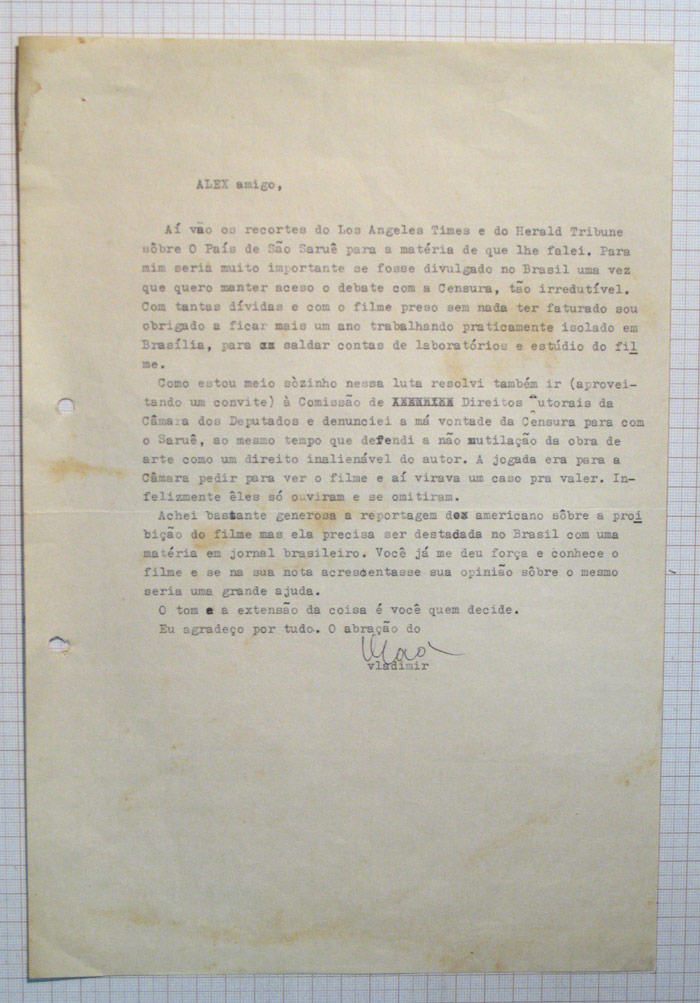 ALEX amigo,
Aí vão os recortes do Los Angeles Times e do Herald Tribune
sôbre O País de São Saruê para a matéria de que lhe falei. Para
mim seria muito importante se fosse divulgado no Brasil uma vez
que quero manter aceso o debate com a Censura, tão irredutível.
Com tantas dívidas e com o filme preso sem nada ter faturado sou
obrigado a ficar mais um ano trabalhando praticamente isolado em
Brasília, para saldar contas de laboratórios e estúdio do fil
me.
Como estou meio sòzinho nessa luta resolvi também ir (aprovei-
tando um convite) à Comissão de Direitos Autorais da
Câmara dos Deputados e denunciei a má vontade da Censura para com
o Saruê, ao mesmo tempo que defendi a não mutilação da obra de
arte como um direito inalienável do autor. A jogada era para a
Câmara pedir para ver o filme e aí virava um caso pra valer. In-
felizmente êles só ouviram e se omitiram.
Achei bastante generosa a reportagem do americano sôbre a proi
bição do filme mas ela precisa ser destadada no Brasil com uma
matéria em jornal brasileiro. Você já me deu força e conhece o
filme e se na sua nota acrescentasse sua opinião sôbre o mesmo
seria uma grande ajuda.
O tom e a extensão da coisa é você quem decide.
Eu agradeço por tudo. O abração do
vladimir